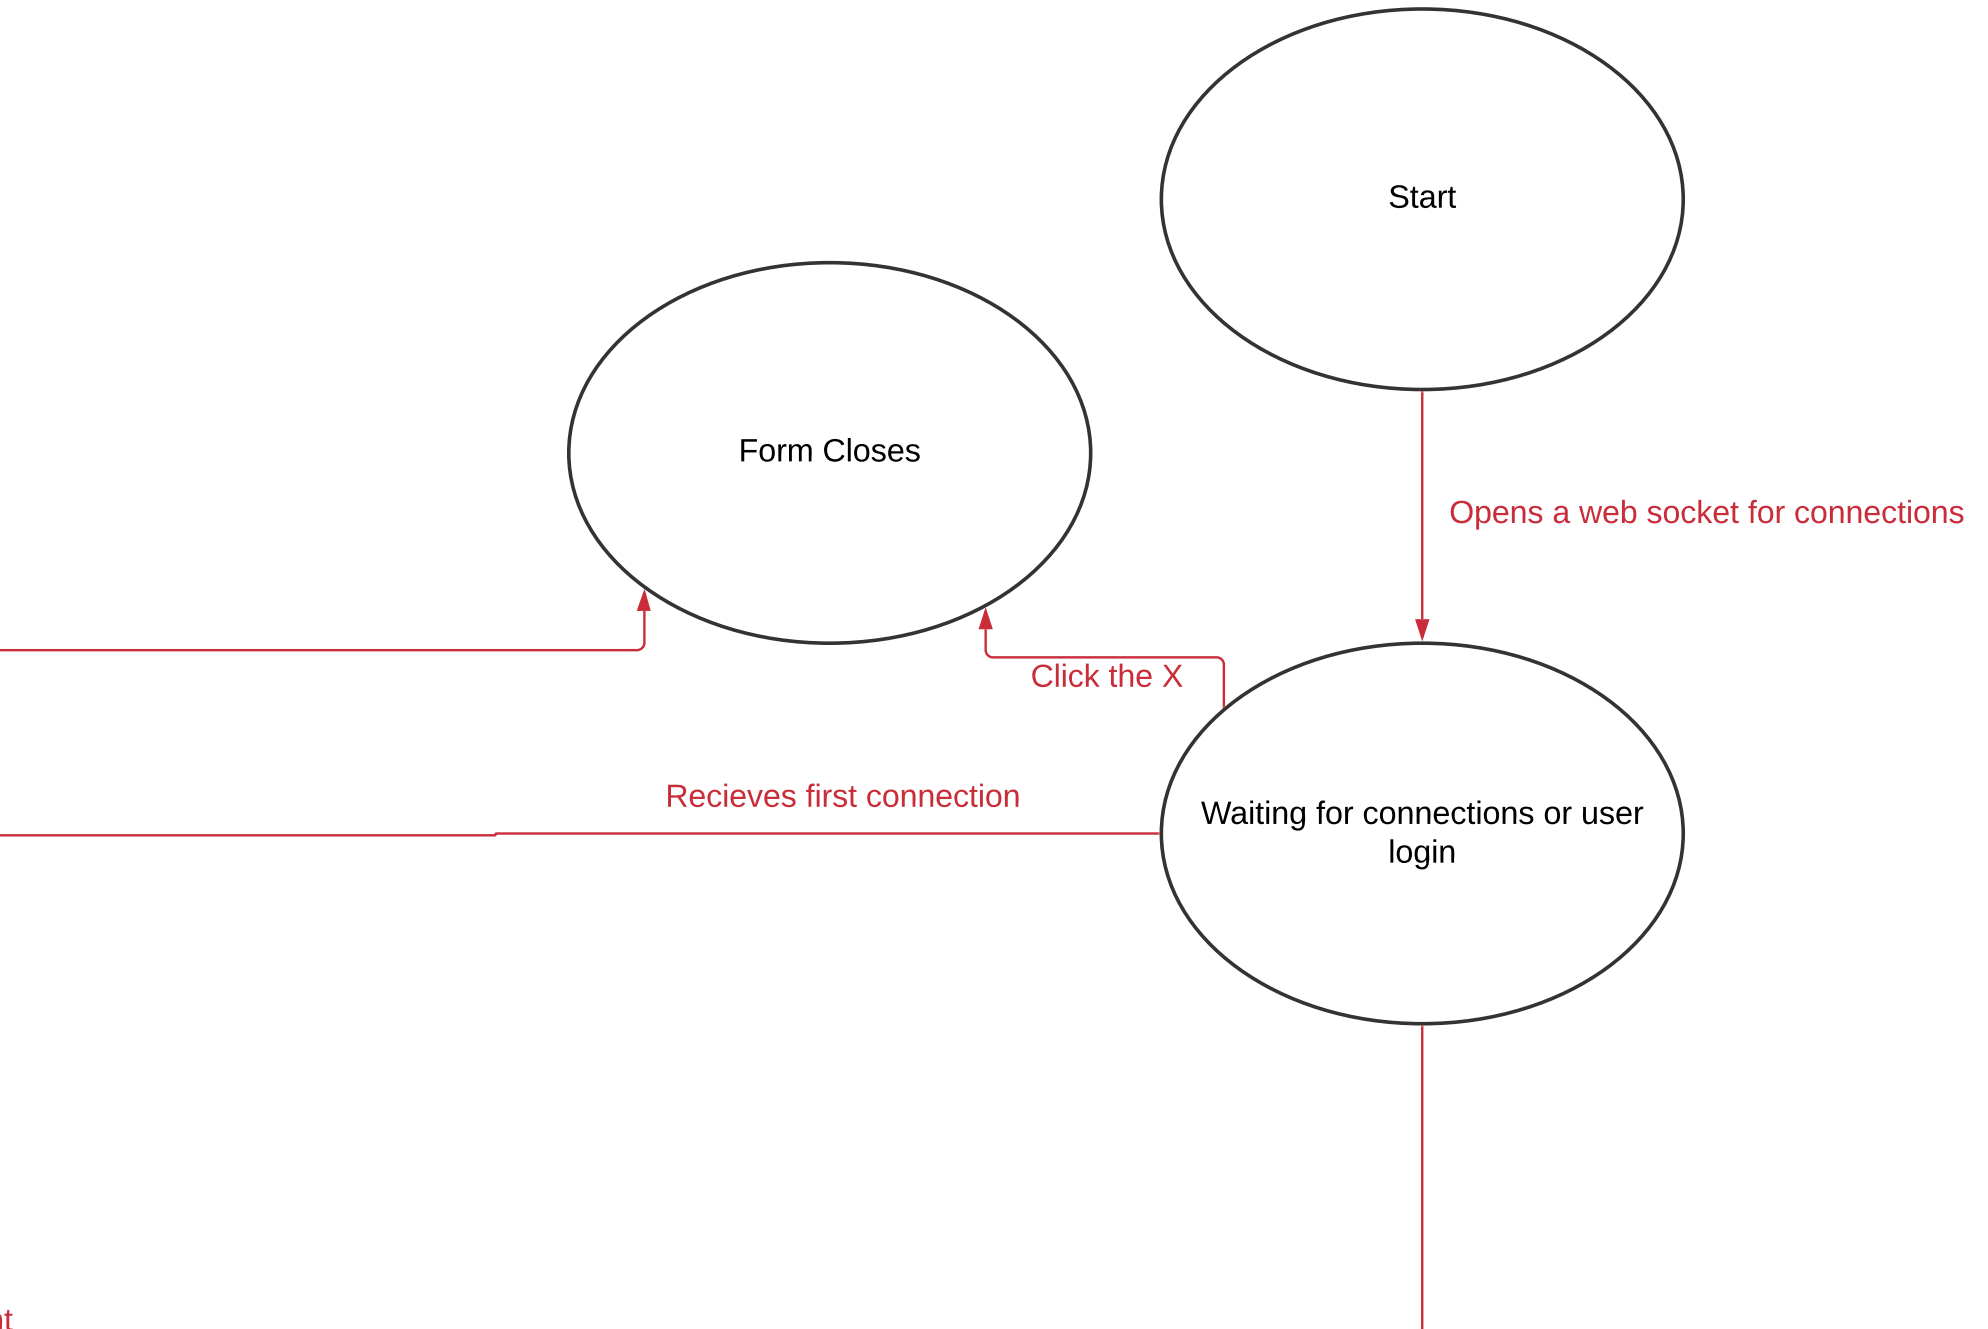 Start
Form Closes
Opens a web socket for connections
Click the X
Recieves first connection
Waiting for connections or user
login